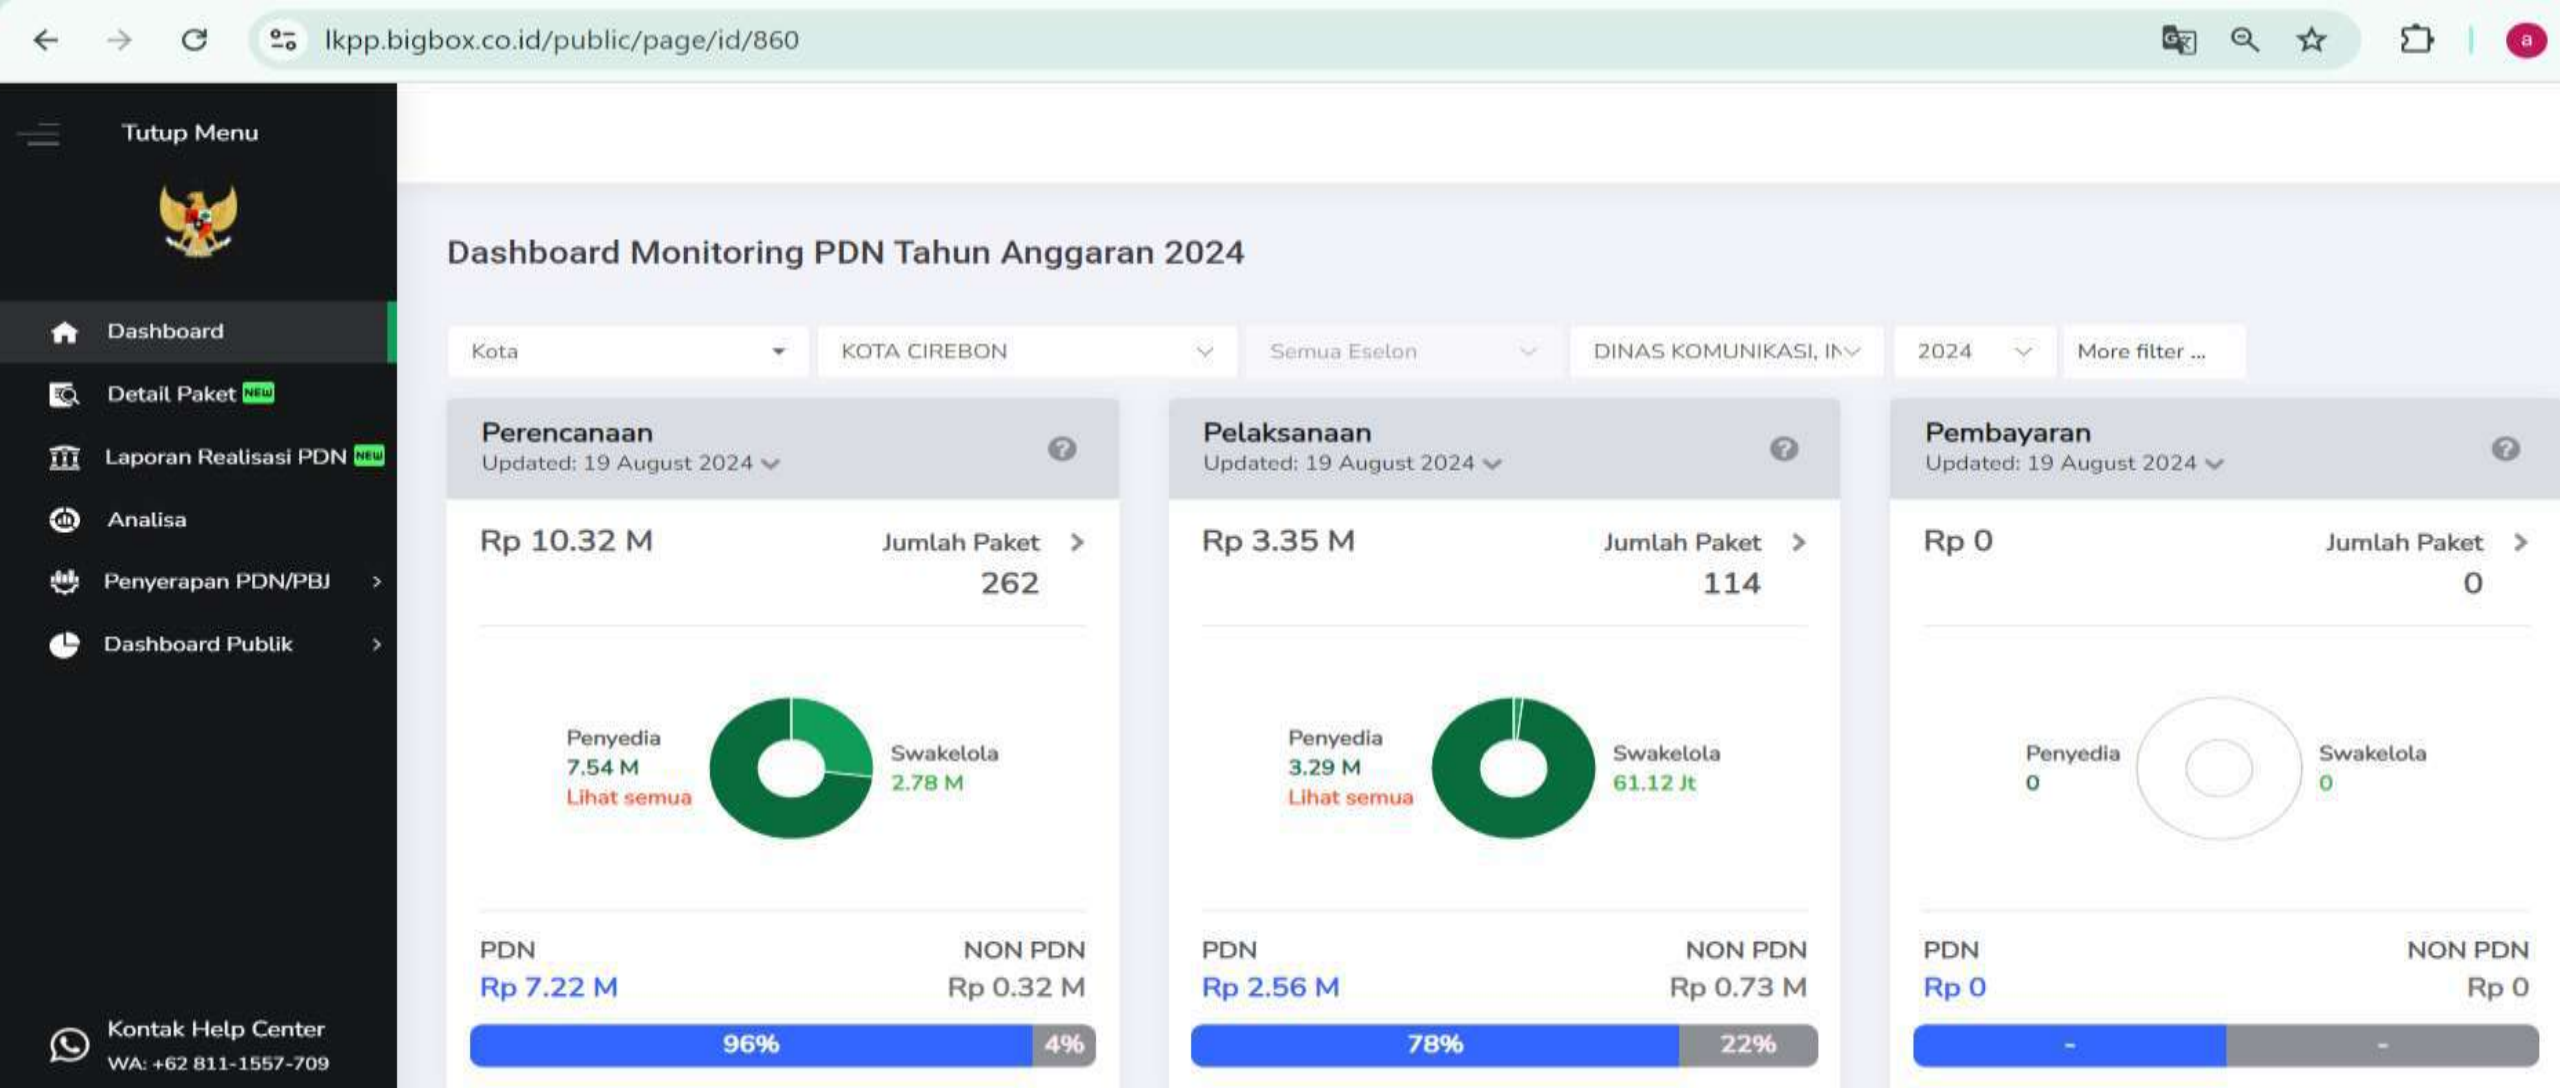 lkpp.bigbox.co.id/public/page/id/860
a
Tutup Menu
Dashboard
Detail Paket NEW
Laporan Realisasi PDN NEW
Analisa
Penyerapan PDN/PBJ
Dashboard Publik
Kontak Help Center
WA: +62 811-1557-709
Dashboard Monitoring PDN Tahun Anggaran 2024
Kota KOTA CIREBON Semua Eselon DINAS KOMUNIKASI, IN 2024 More filter ...
Perencanaan
Updated: 19 August 2024
Rp 10.32 M Jumlah Paket
262
Penyedia
7.54 M
Lihat semua
Swakelola
2.78 M
PDN NON PDN
Rp 7.22 M Rp 0.32 M
96% 4%
Pelaksanaan
Updated: 19 August 2024
Rp 3.35 M Jumlah Paket
114
Penyedia
3.29 M
Lihat semua
Swakelola
61.12 Jt
PDN NON PDN
Rp 2.56 M Rp 0.73 M
78% 22%
Pembayaran
Updated: 19 August 2024
Rp 0 Jumlah Paket
0
Penyedia
0
Swakelola
0
PDN NON PDN
Rp 0 Rp 0
- -